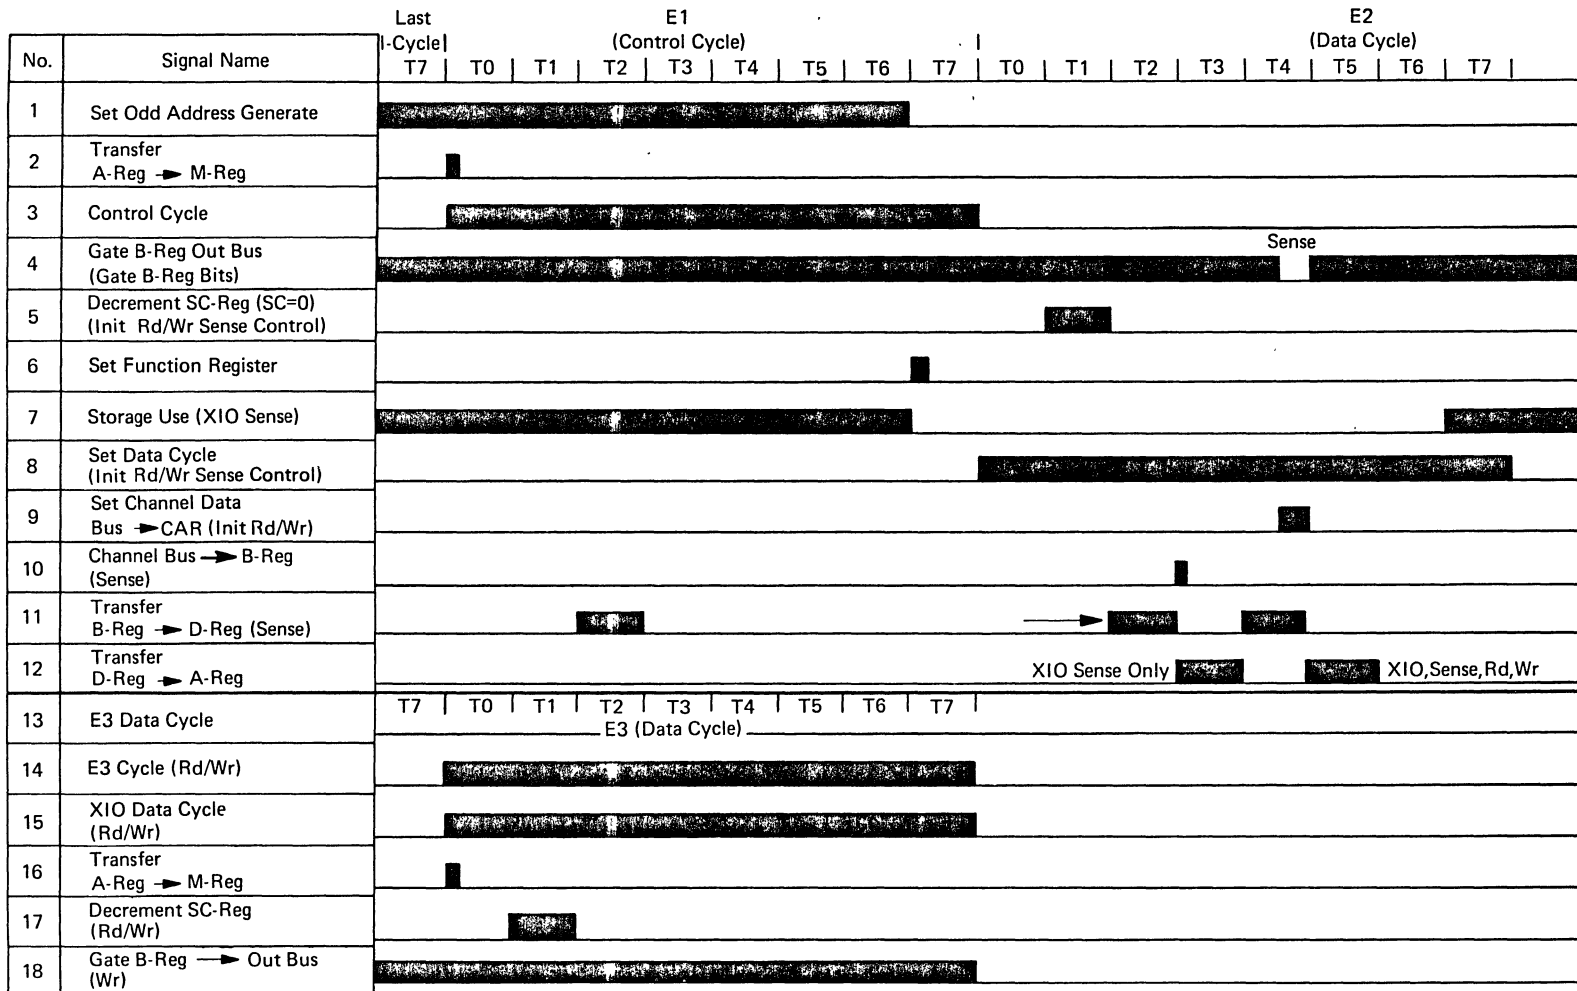 Last E1 E2
I-Cycle (Control Cycle) (Data Cycle)
No. Signal Name T7 T0 T1 T2 T3 T4 T5 T6 T7 T0 T1 T2 T3 T4 T5 T6 T7
1 Set Odd Address Generate
2 Transfer
A-Reg → M-Reg
3 Control Cycle
4 Gate B-Reg Out Bus
(Gate B-Reg Bits)
Sense
5 Decrement SC-Reg (SC=0)
(Init Rd/Wr Sense Control)
6 Set Function Register
7 Storage Use (XIO Sense)
8 Set Data Cycle
(Init Rd/Wr Sense Control)
9 Set Channel Data
Bus → CAR (Init Rd/Wr)
10 Channel Bus → B-Reg
(Sense)
11 Transfer
B-Reg → D-Reg (Sense)
12 Transfer
D-Reg → A-Reg
XIO Sense Only XIO,Sense,Rd,Wr
T7 T0 T1 T2 T3 T4 T5 T6 T7
13 E3 Data Cycle
E3 (Data Cycle)
14 E3 Cycle (Rd/Wr)
15 XIO Data Cycle
(Rd/Wr)
16 Transfer
A-Reg → M-Reg
17 Decrement SC-Reg
(Rd/Wr)
18 Gate B-Reg → Out Bus
(Wr)